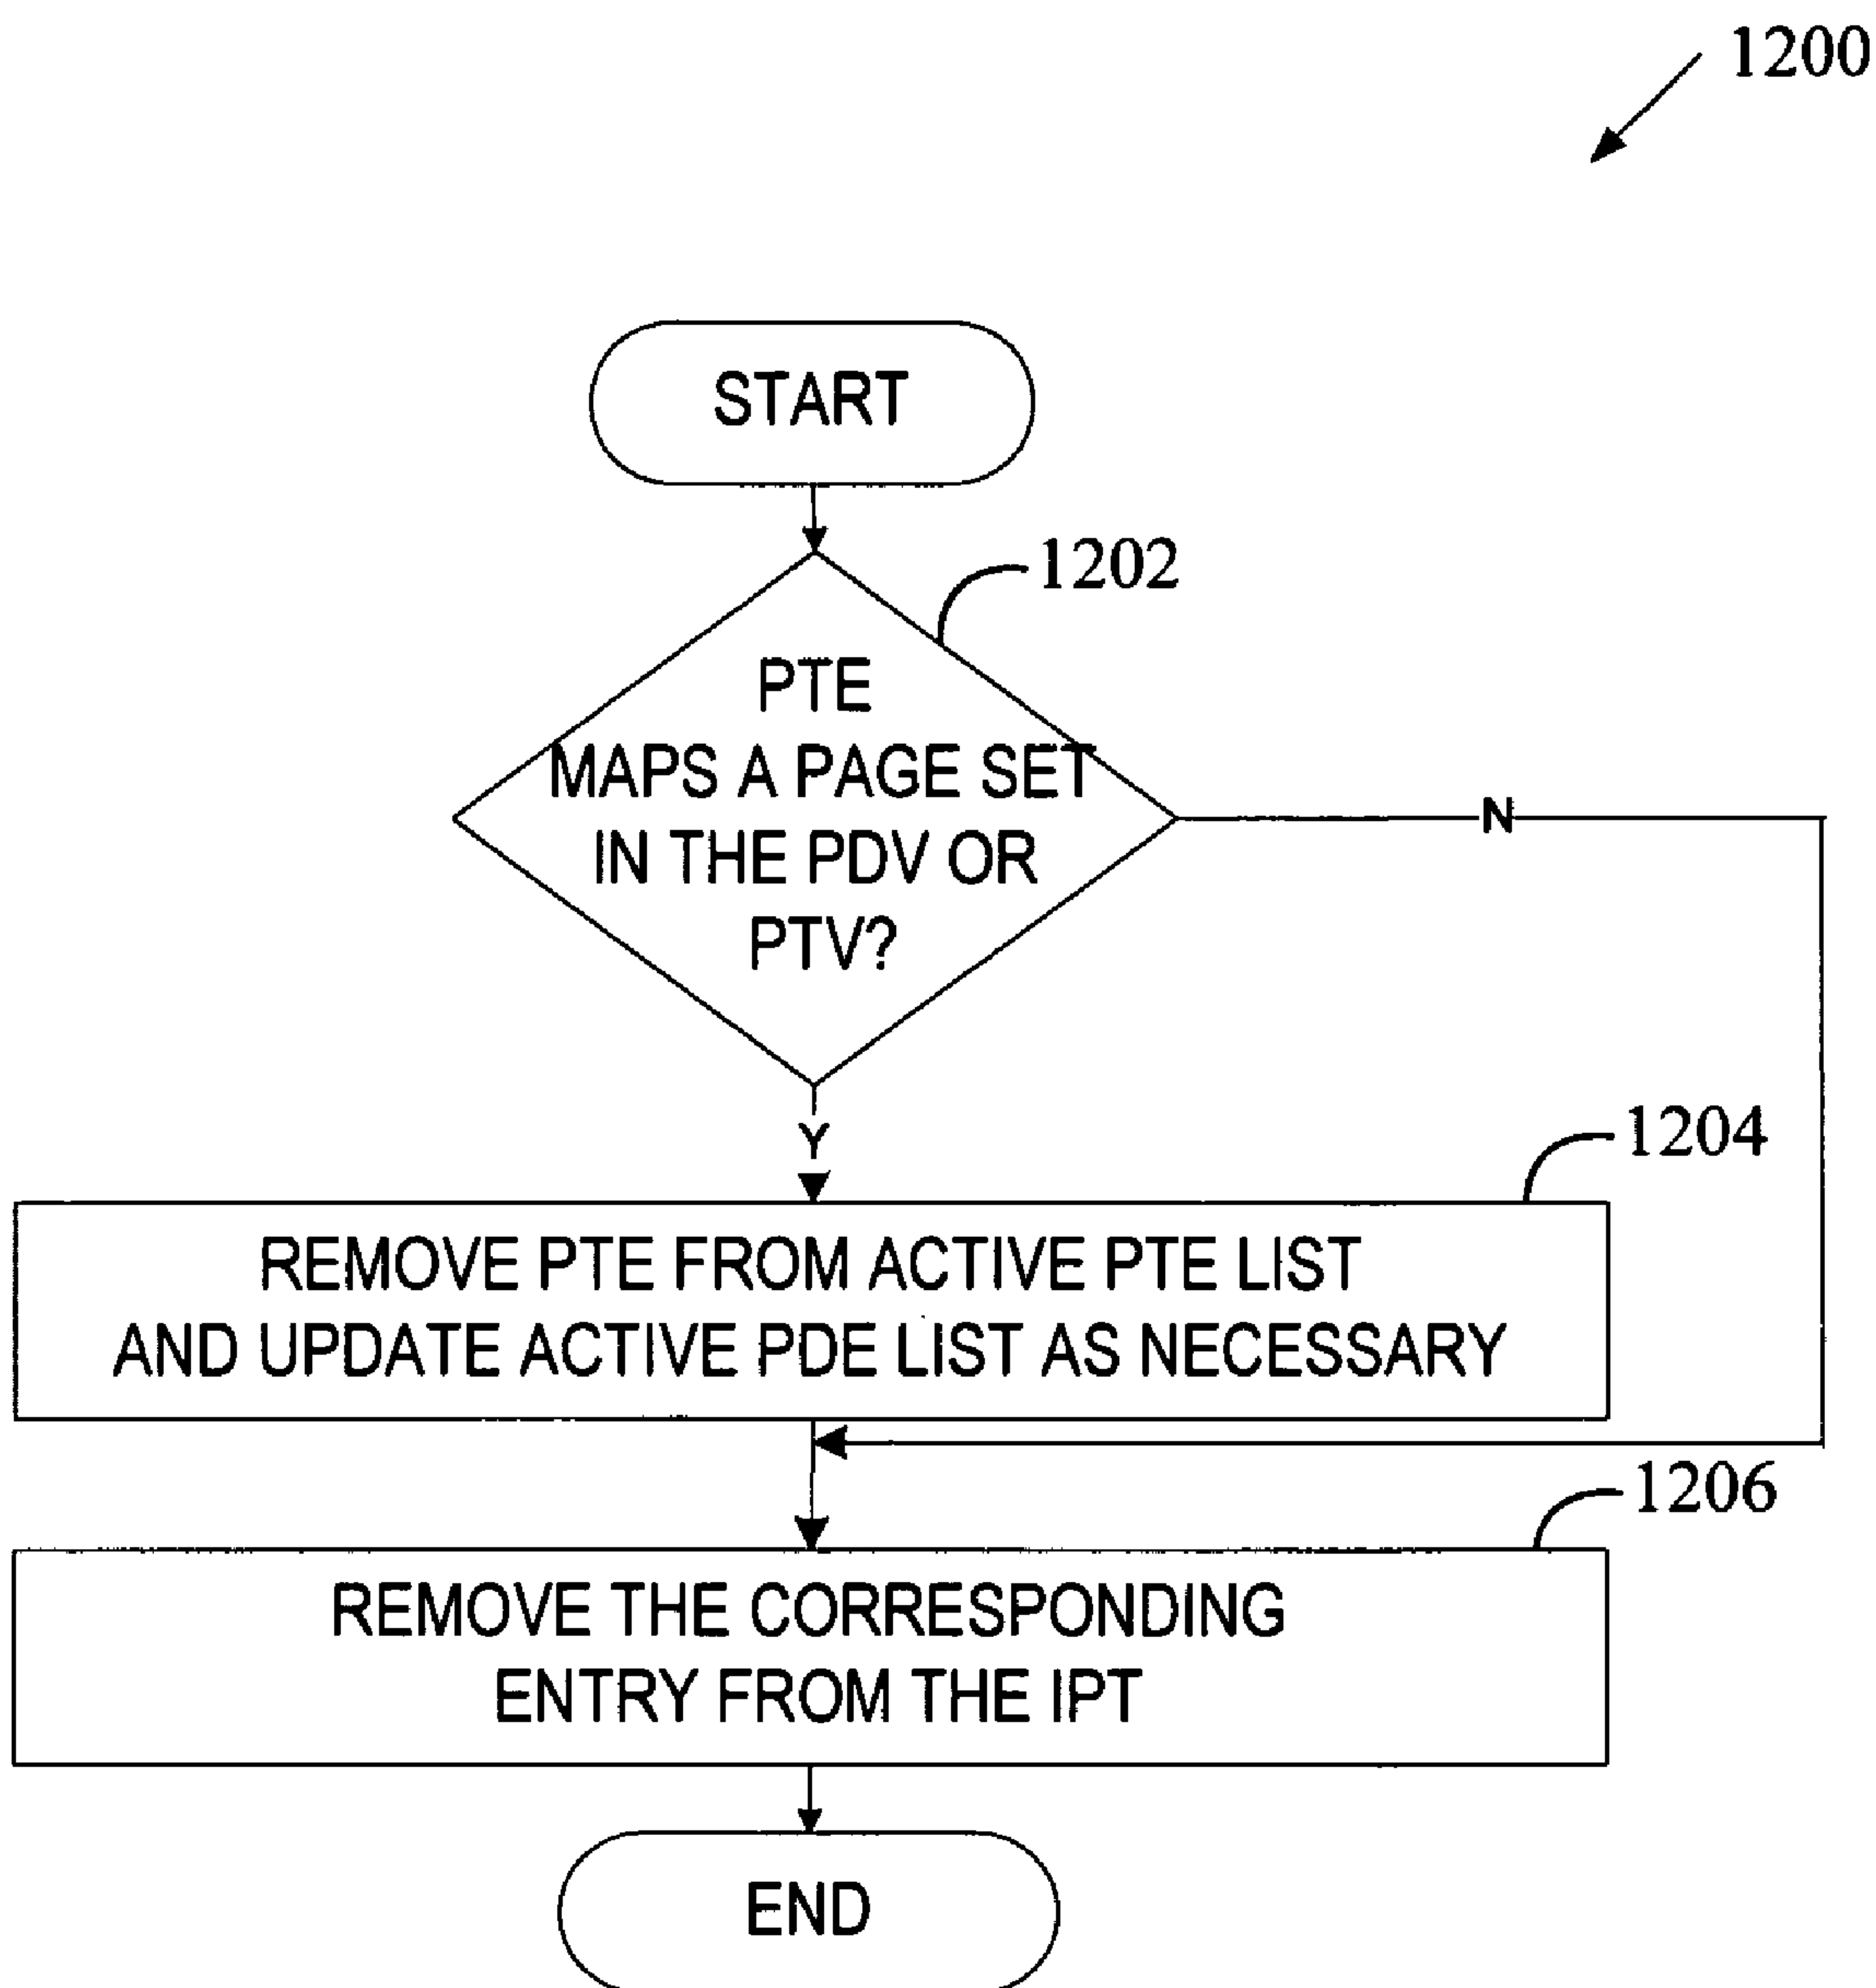 1200
START
1202
PTE
MAPS A PAGE SET
IN THE PDV OR
PTV?
N
Y
1204
REMOVE PTE FROM ACTIVE PTE LIST
AND UPDATE ACTIVE PDE LIST AS NECESSARY
1206
REMOVE THE CORRESPONDING
ENTRY FROM THE IPT
END